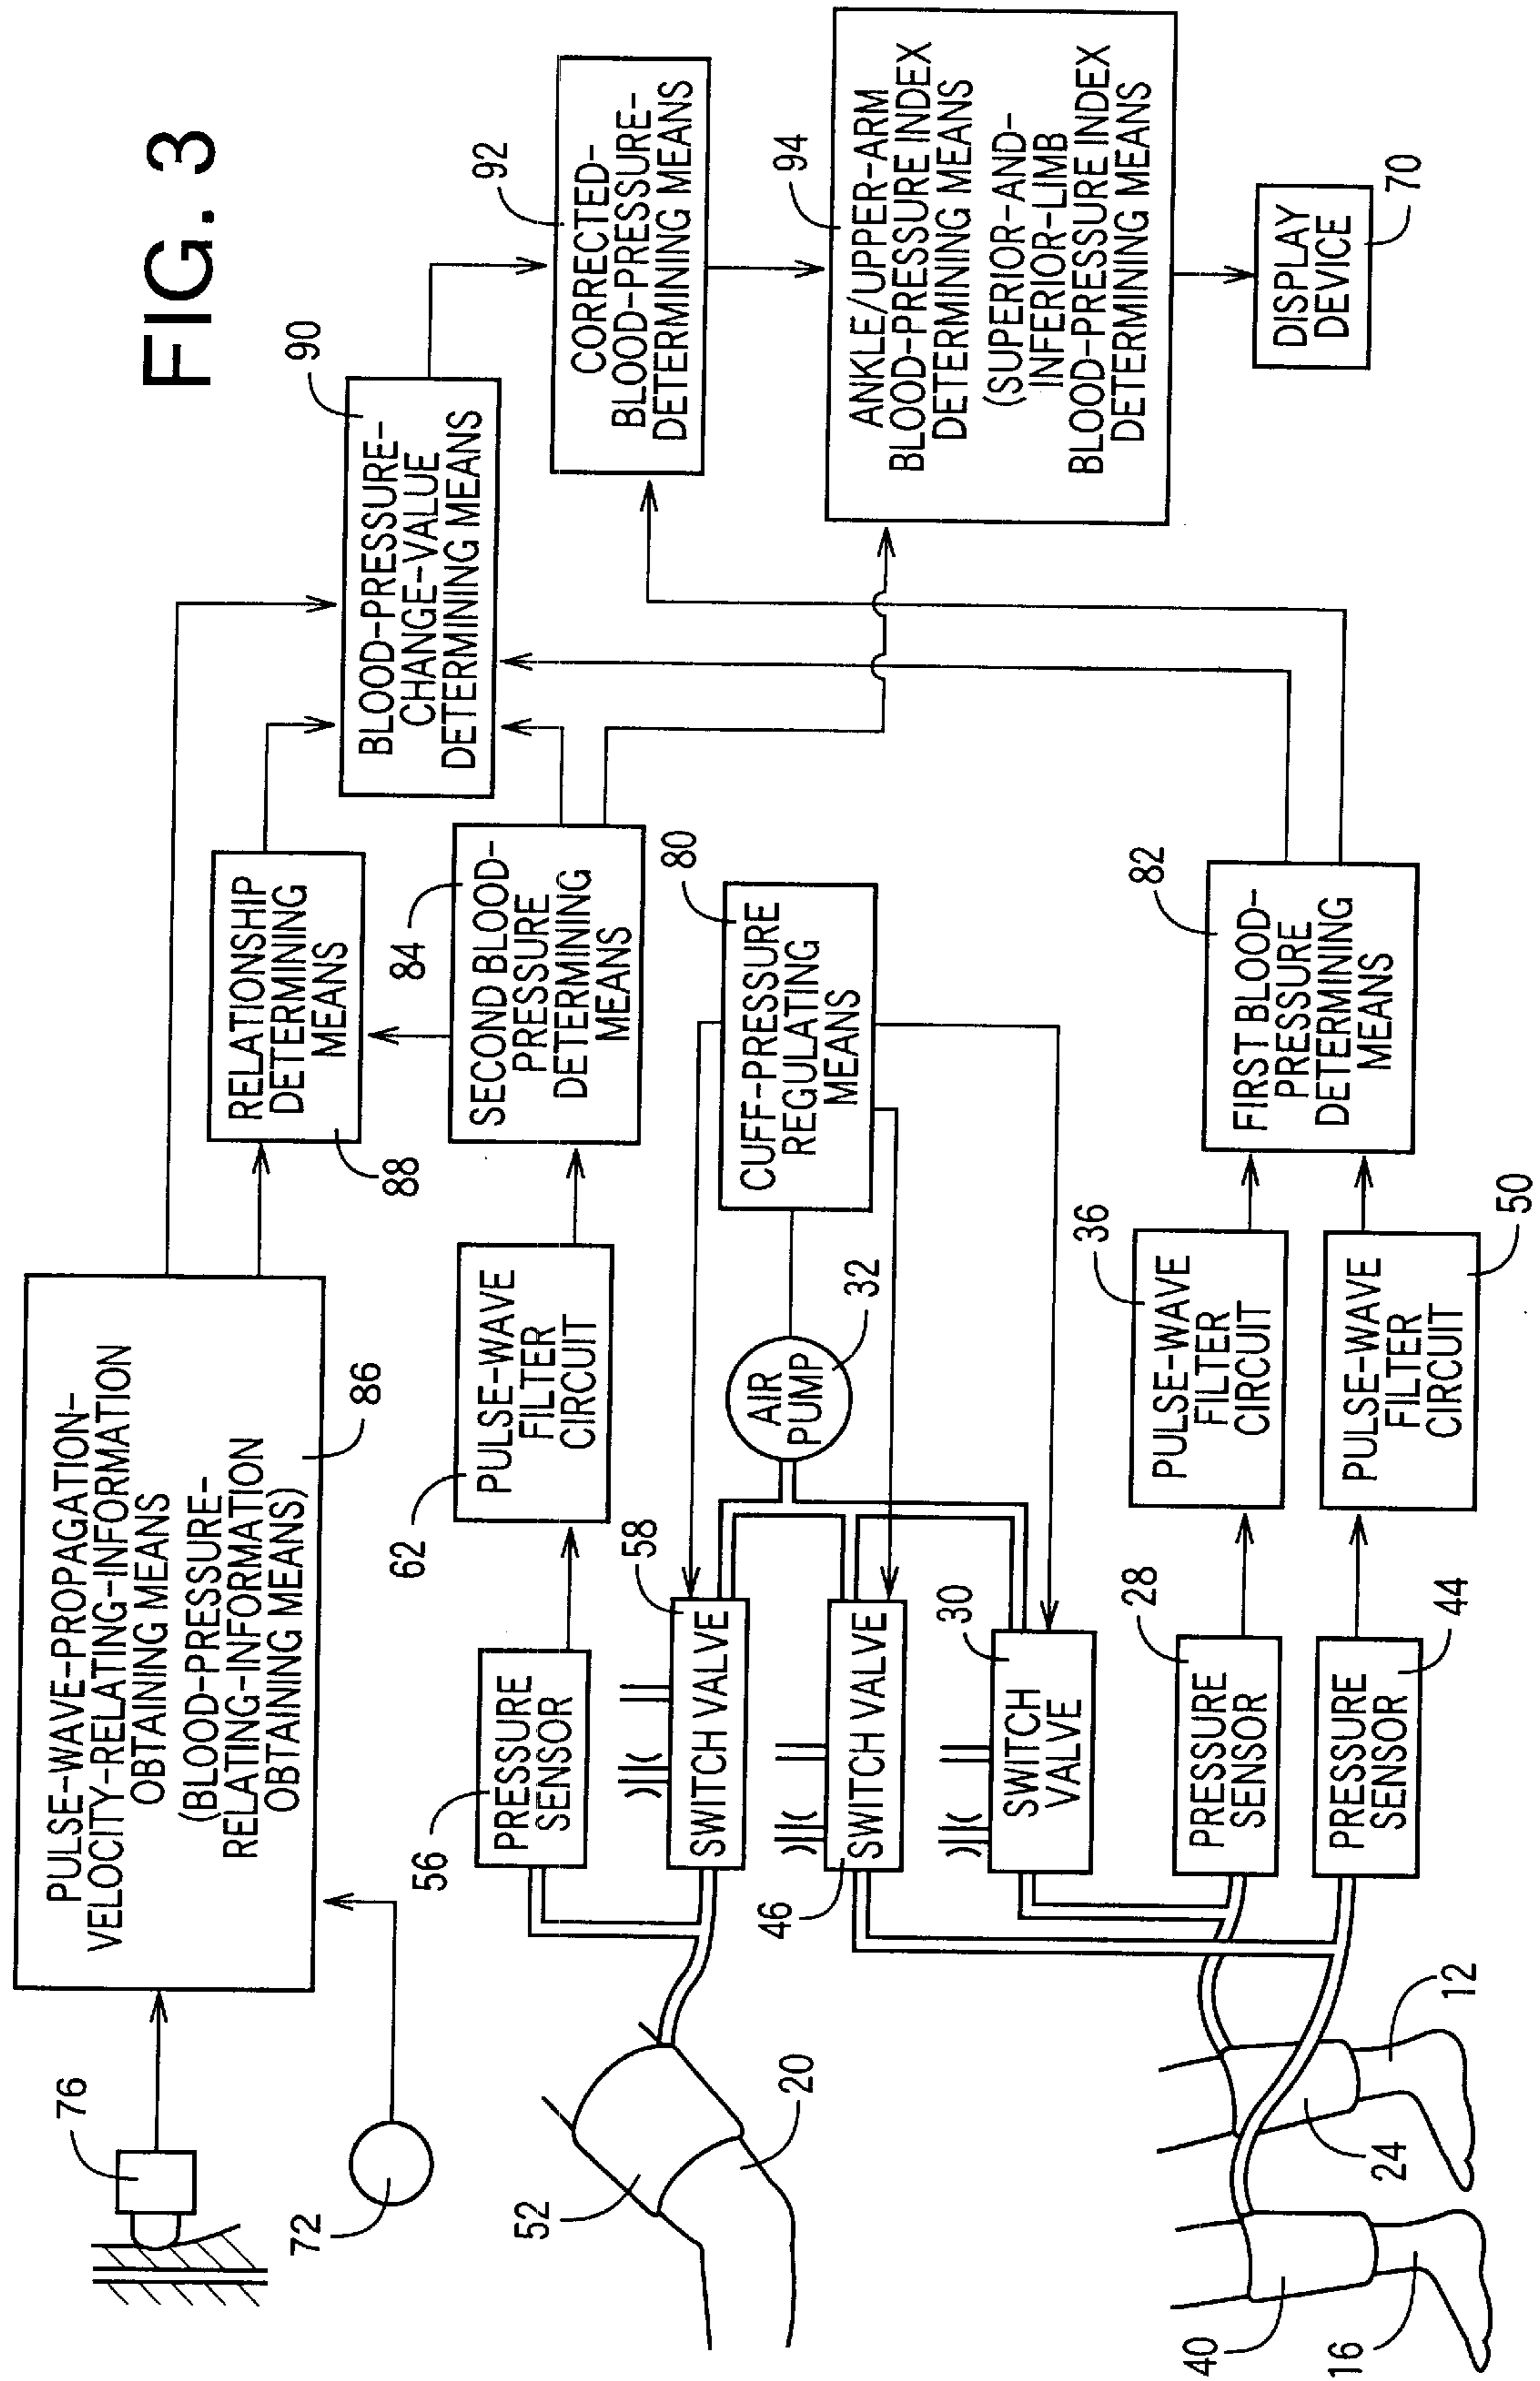 FIG. 3
76
72
PULSE-WAVE-PROPAGATION-
VELOCITY-RELATING-INFORMATION
OBTAINING MEANS
(BLOOD-PRESSURE-
RELATING-INFORMATION
OBTAINING MEANS)
86
RELATIONSHIP
DETERMINING
MEANS
88
BLOOD-PRESSURE-
CHANGE-VALUE
DETERMINING MEANS
90
CORRECTED-
BLOOD-PRESSURE-
DETERMINING MEANS
92
ANKLE/UPPER-ARM
BLOOD-PRESSURE INDEX
DETERMINING MEANS
(SUPERIOR-AND-
INFERIOR-LIMB
BLOOD-PRESSURE INDEX
DETERMINING MEANS
94
DISPLAY
DEVICE
70
52
20
PRESSURE
SENSOR
56
PULSE-WAVE
FILTER
CIRCUIT
62
SECOND BLOOD-
PRESSURE
DETERMINING
MEANS
84
SWITCH VALVE
58
SWITCH VALVE
46
SWITCH
VALVE
30
AIR
PUMP
32
CUFF-PRESSURE
REGULATING
MEANS
80
PRESSURE
SENSOR
28
PULSE-WAVE
FILTER
CIRCUIT
36
PRESSURE
SENSOR
44
PULSE-WAVE
FILTER
CIRCUIT
50
FIRST BLOOD-
PRESSURE
DETERMINING
MEANS
82
40
16
24
12